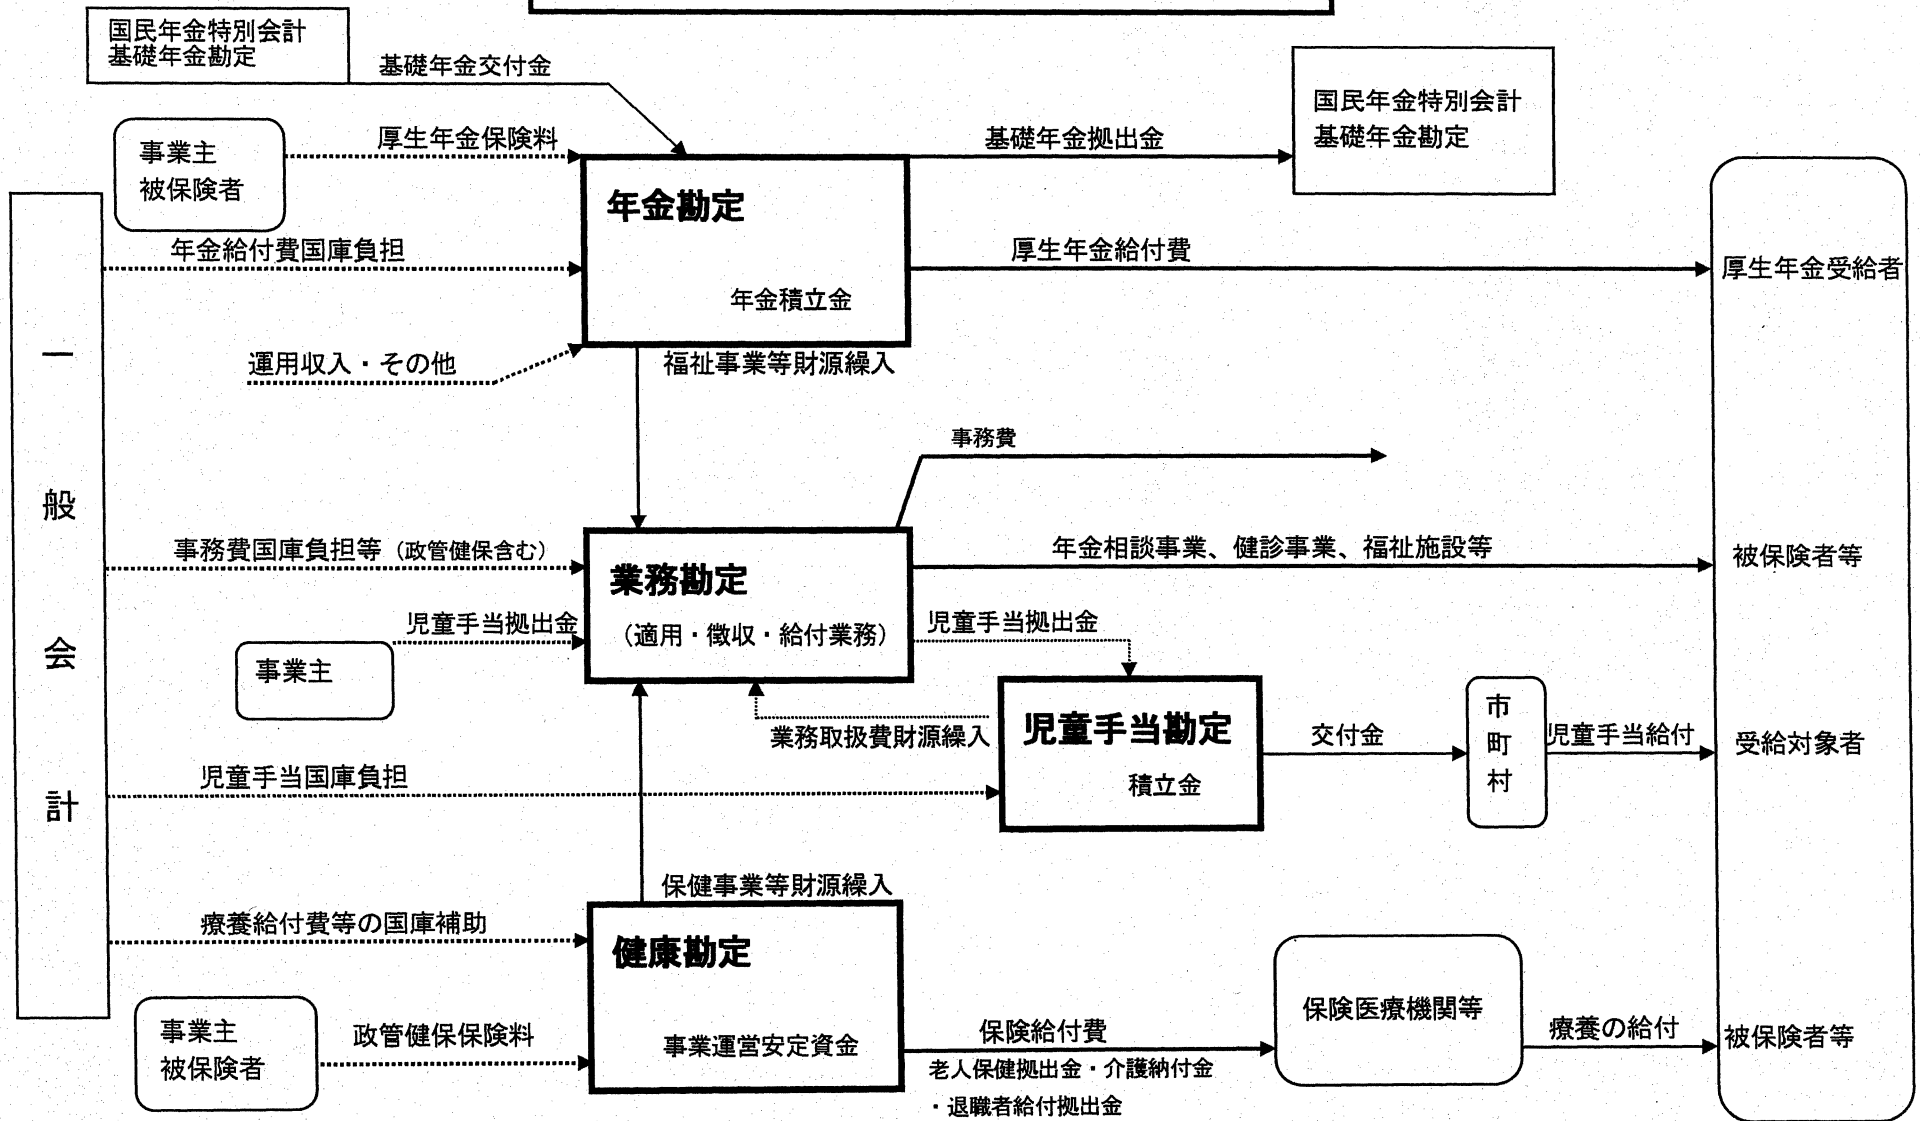 国民年金特別会計
基礎年金勘定
基礎年金交付金
国民年金特別会計
基礎年金勘定
事業主
被保険者
厚生年金保険料
基礎年金拠出金
年金勘定
年金積立金
年金給付費国庫負担
厚生年金給付費
厚生年金受給者
運用収入・その他
福祉事業等財源繰入
一般会計
事務費
事務費国庫負担等（政管健保含む）
業務勘定
（適用・徴収・給付業務）
年金相談事業、健診事業、福祉施設等
被保険者等
児童手当拠出金
事業主
児童手当拠出金
業務取扱費財源繰入
児童手当勘定
積立金
交付金
市町村
児童手当給付
受給対象者
児童手当国庫負担
保健事業等財源繰入
療養給付費等の国庫補助
健康勘定
事業運営安定資金
事業主
被保険者
政管健保保険料
保険給付費
老人保健拠出金・介護納付金
・退職者給付拠出金
保険医療機関等
療養の給付
被保険者等